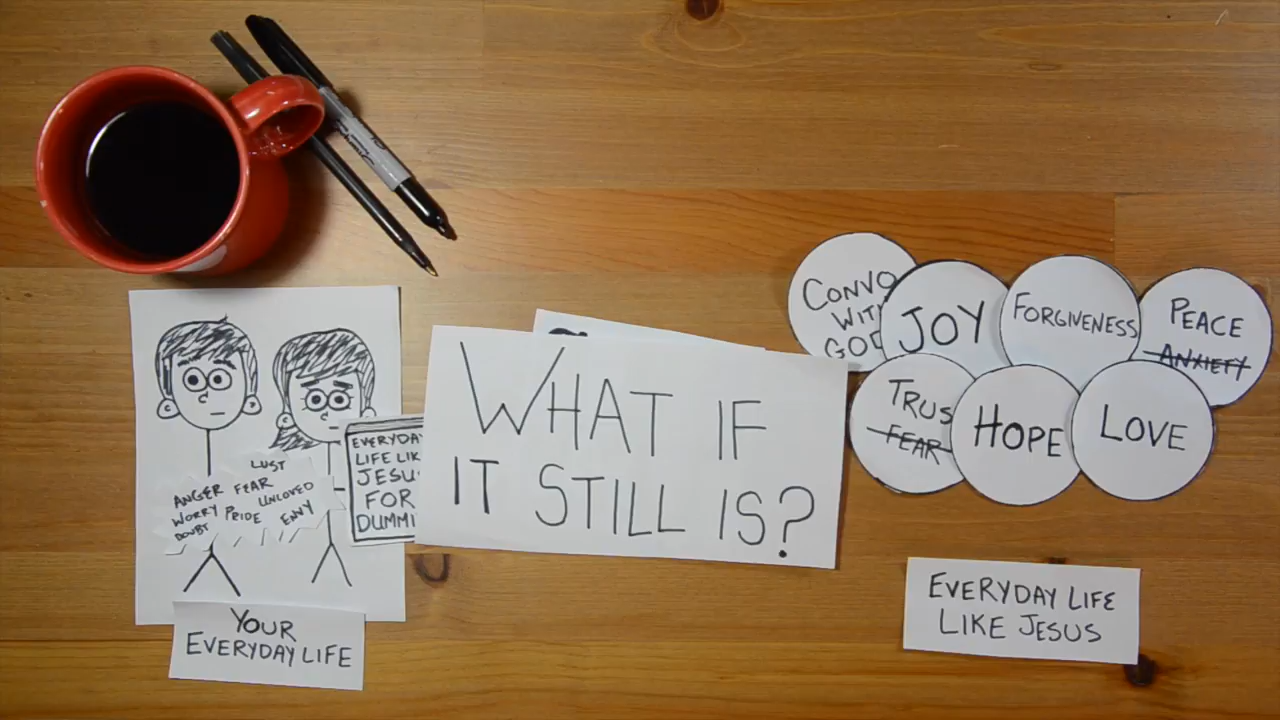 CONVO
WITH
GOD
JOY
FORGIVENESS
PEACE
ANXIETY
TRUS
FEAR
HOPE
LOVE
WHAT IF
IT STILL IS?
EVERYDAY
LIFE LIK
JESUS
FOR
DUMMI
LUST
ANGER FEAR UNLOVED
WORRY PRIDE ENVY
DOUBT
YOUR
EVERYDAY LIFE
EVERYDAY LIFE
LIKE JESUS